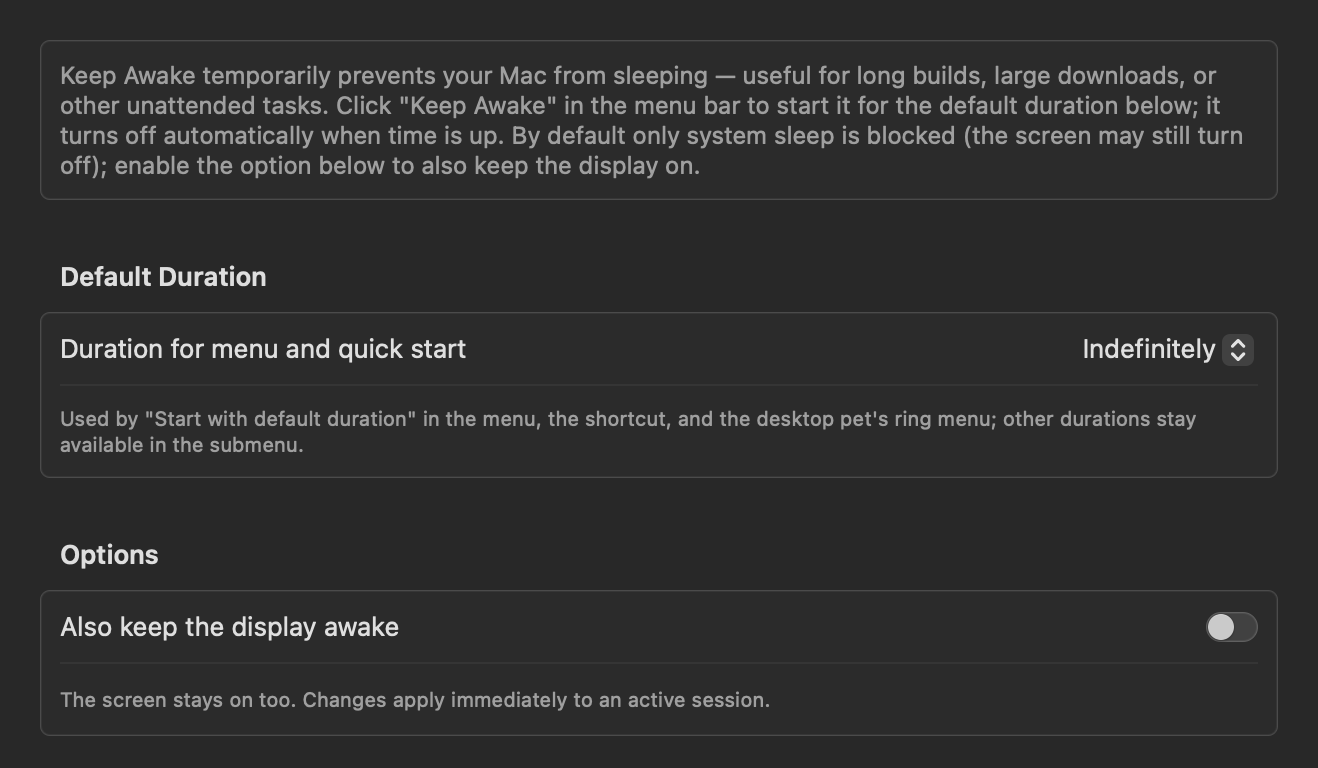 Keep Awake temporarily prevents your Mac from sleeping — useful for long builds, large downloads, or
other unattended tasks. Click "Keep Awake" in the menu bar to start it for the default duration below; it
turns off automatically when time is up. By default only system sleep is blocked (the screen may still turn
off); enable the option below to also keep the display on.
Default Duration
Duration for menu and quick start Indefinitely
Used by "Start with default duration" in the menu, the shortcut, and the desktop pet's ring menu; other durations stay
available in the submenu.
Options
Also keep the display awake
The screen stays on too. Changes apply immediately to an active session.